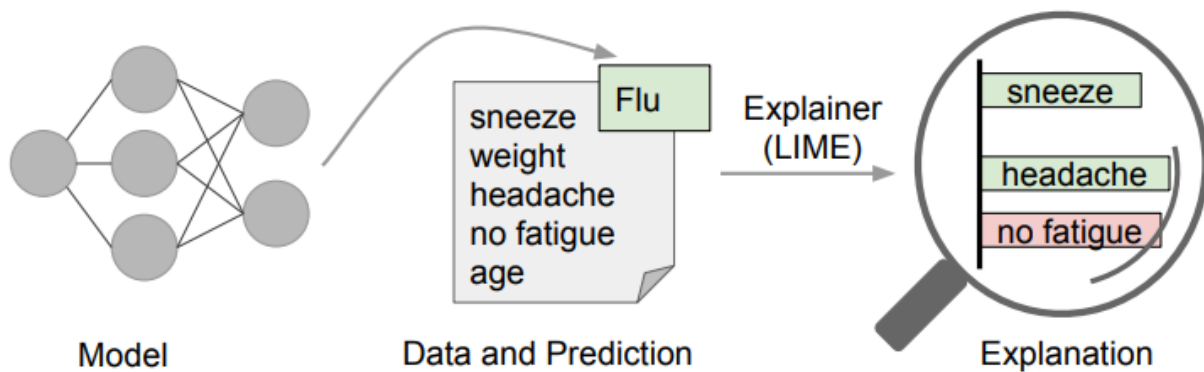 Flu
sneeze
weight
headache
no fatigue
age
Explainer
(LIME)
sneeze
headache
no fatigue
Model
Data and Prediction
Explanation